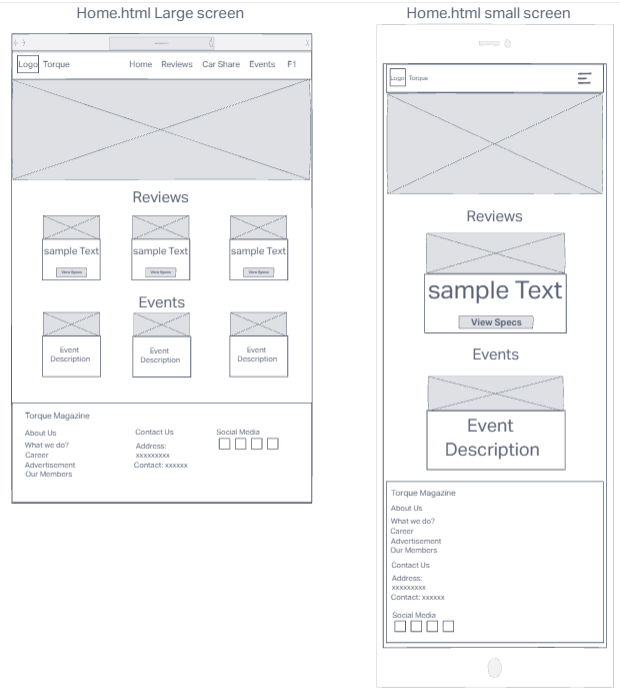 Home.html Large screen
Logo Torque Home Reviews Car Share Events F1
Reviews
sample Text sample Text sample Text
View Specs View Specs View Specs
Events
Event Event Event
Description Description Description
Torque Magazine
About Us Contact Us Social Media
What we do? Address:
Career xxxxxxxxx
Advertisement Contact: xxxxxx
Our Members
Home.html small screen
Logo Torque
Reviews
sample Text
View Specs
Events
Event
Description
Torque Magazine
About Us
What we do?
Career
Advertisement
Our Members
Contact Us
Address:
xxxxxxxxx
Contact: xxxxxx
Social Media